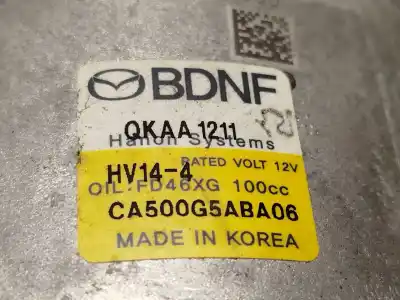 BDNF
QKAA 1211
Hanon Systems
HV14-4 RATED VOLT 12V
OIL:FD46XG 100cc
CA500G5ABA06
MADE IN KOREA